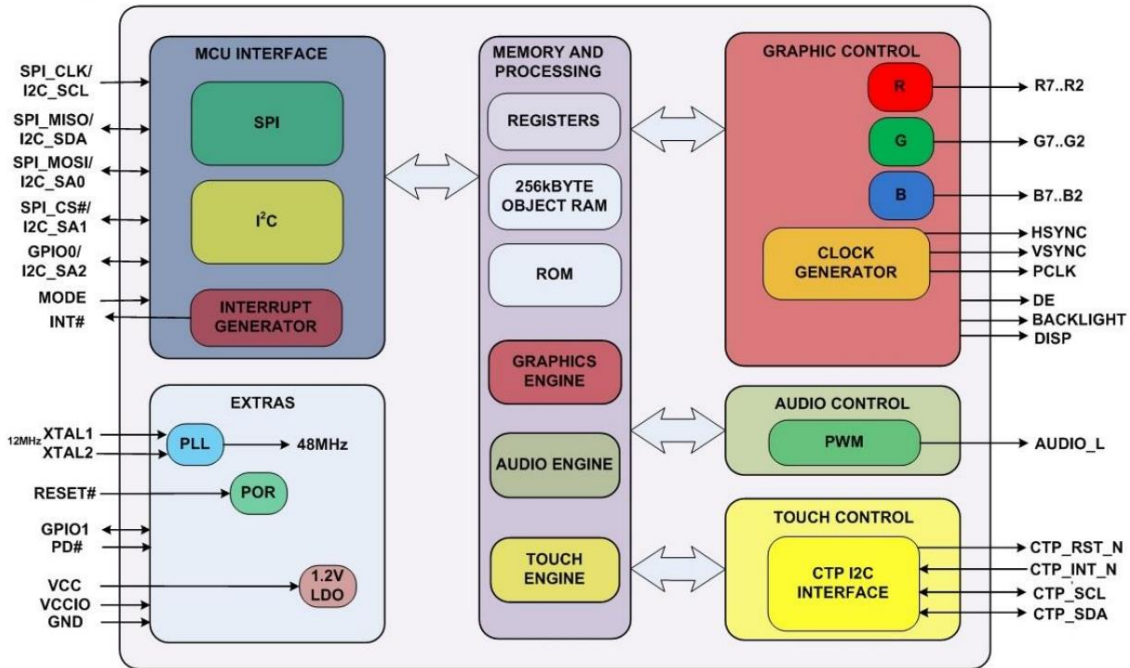 MCU INTERFACE
SPI_CLK/
I2C_SCL
SPI_MISO/
I2C_SDA
SPI_MOSI/
I2C_SA0
SPI_CS#/
I2C_SA1
GPIO0/
I2C_SA2
MODE
INT#
SPI
I²C
INTERRUPT
GENERATOR
EXTRAS
12MHz
XTAL1
XTAL2
PLL
48MHz
RESET#
POR
GPIO1
PD#
VCC
VCCIO
GND
1.2V
LDO
MEMORY AND
PROCESSING
REGISTERS
256kBYTE
OBJECT RAM
ROM
GRAPHICS
ENGINE
AUDIO ENGINE
TOUCH
ENGINE
GRAPHIC CONTROL
R
G
B
CLOCK
GENERATOR
R7..R2
G7..G2
B7..B2
HSYNC
VSYNC
PCLK
DE
BACKLIGHT
DISP
AUDIO CONTROL
PWM
AUDIO_L
TOUCH CONTROL
CTP I2C
INTERFACE
CTP_RST_N
CTP_INT_N
CTP_SCL
CTP_SDA